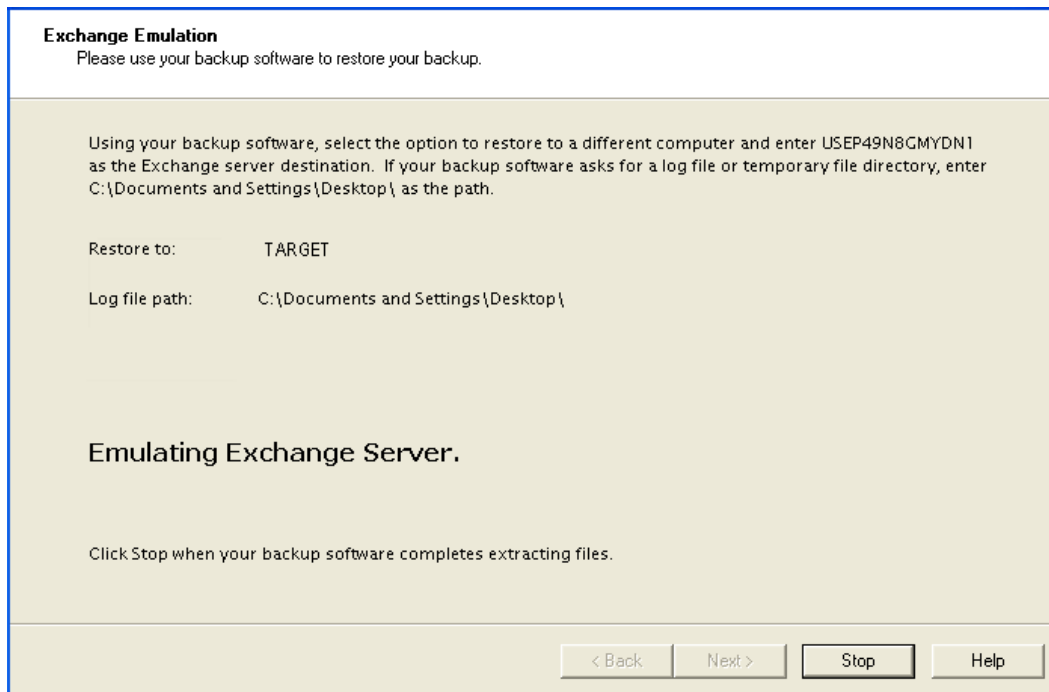 Exchange Emulation
Please use your backup software to restore your backup.
Using your backup software, select the option to restore to a different computer and enter USEP49N8GMYDN1
as the Exchange server destination. If your backup software asks for a log file or temporary file directory, enter
C:\Documents and Settings\Desktop\ as the path.
Restore to: TARGET
Log file path: C:\Documents and Settings\Desktop\
Emulating Exchange Server.
Click Stop when your backup software completes extracting files.
< Back Next > Stop Help